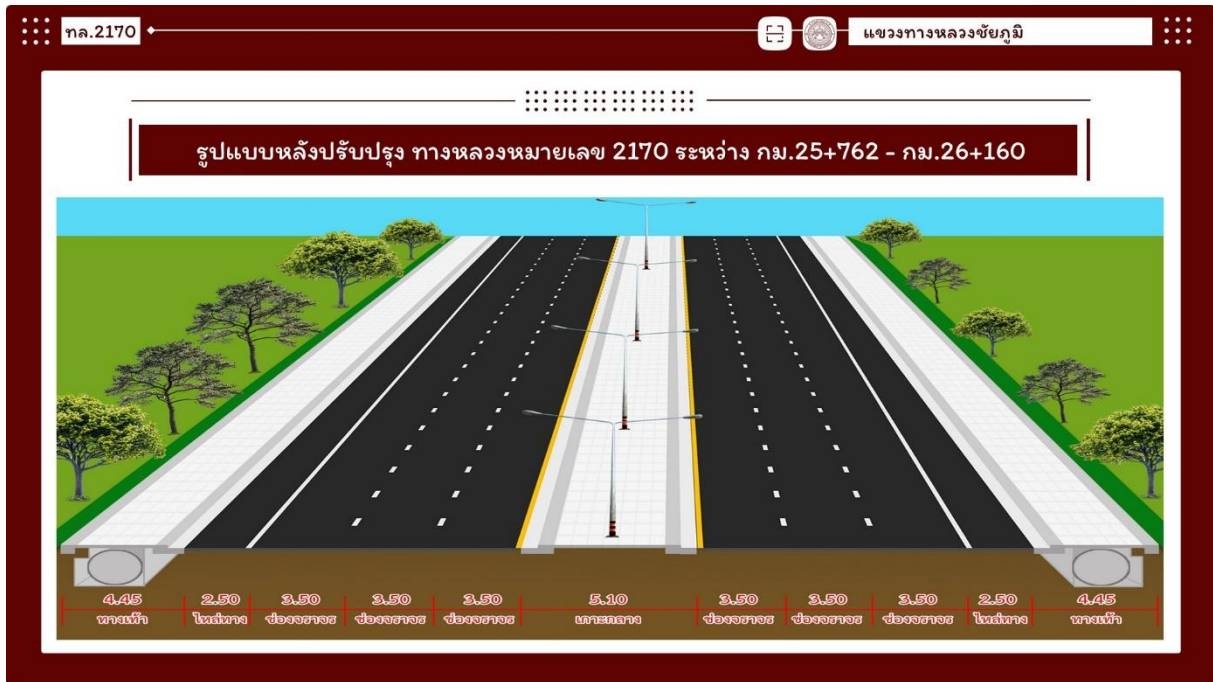 ทล.2170
แขวงทางหลวงชัยภูมิ
รูปแบบหลังปรับปรุง ทางหลวงหมายเลข 2170 ระหว่าง กม.25+762 - กม.26+160
4.45 2.50 3.50 3.50 3.50 5.10 3.50 3.50 3.50 2.50 4.45
ทางเท้า ไหล่ทาง ช่องจราจร ช่องจราจร ช่องจราจร เกาะกลาง ช่องจราจร ช่องจราจร ช่องจราจร ไหล่ทาง ทางเท้า